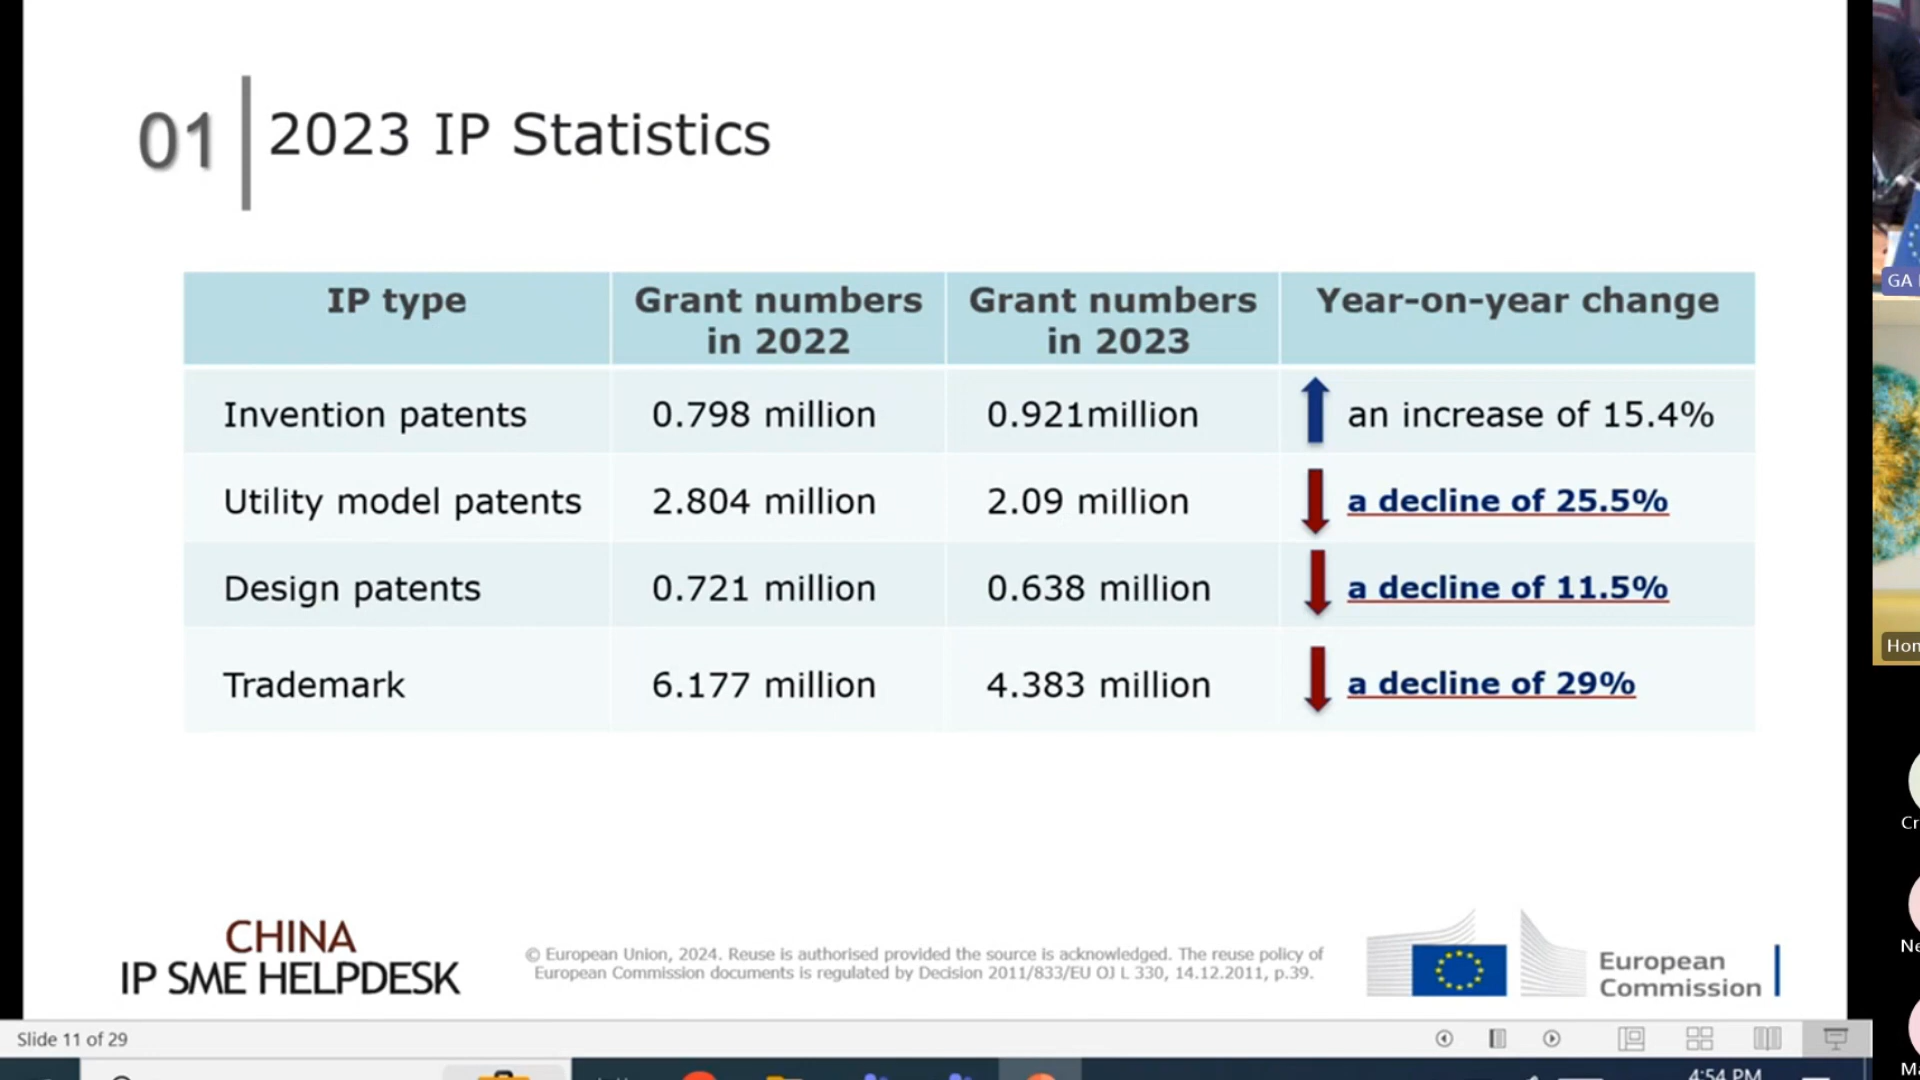 01
2023 IP Statistics
IP type
Grant numbers in 2022
Grant numbers in 2023
Year-on-year change
Invention patents
0.798 million
0.921million
an increase of 15.4%
Utility model patents
2.804 million
2.09 million
a decline of 25.5%
Design patents
0.721 million
0.638 million
a decline of 11.5%
Trademark
6.177 million
4.383 million
a decline of 29%
CHINA
IP SME HELPDESK
© European Union, 2024. Reuse is authorised provided the source is acknowledged. The reuse policy of
European Commission documents is regulated by Decision 2011/833/EU OJ L 330, 14.12.2011, p.39.
European
Commission
Slide 11 of 29
4:54 PM
GA